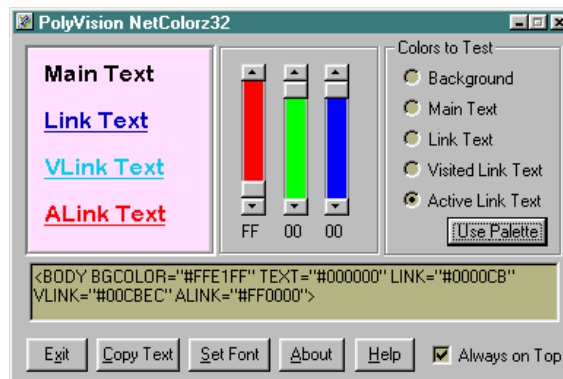 PolyVision NetColorz32
Main Text
Link Text
VLink Text
ALink Text
FF 00 00
Colors to Test
Background
Main Text
Link Text
Visited Link Text
Active Link Text
Use Palette
<BODY BGCOLOR="#FFE1FF" TEXT="#000000" LINK="#0000CB"
VLINK="#00CBEC" ALINK="#FF0000">
Exit Copy Text Set Font About Help Always on Top